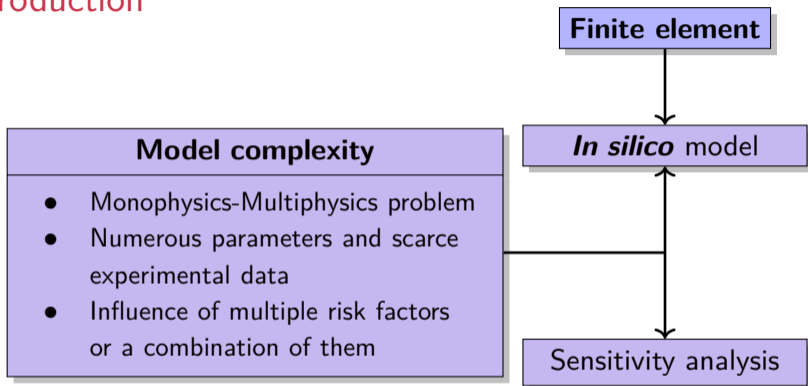 roduction
Finite element
In silico model
Model complexity
● Monophysics-Multiphysics problem
● Numerous parameters and scarce
experimental data
● Influence of multiple risk factors
or a combination of them
Sensitivity analysis